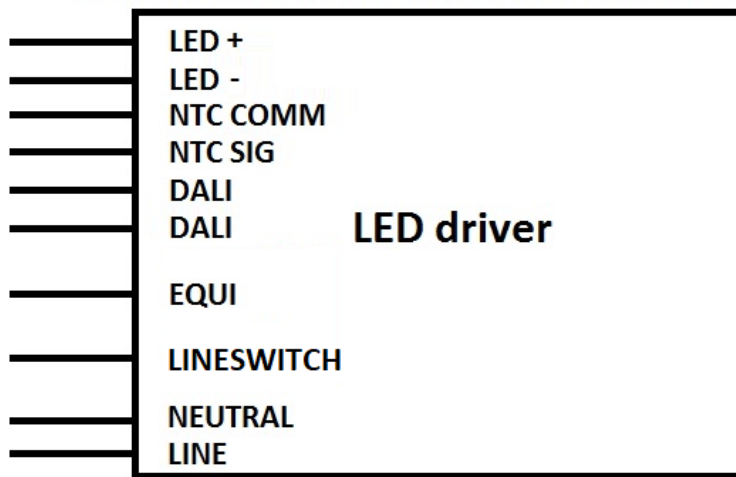 LED +
LED -
NTC COMM
NTC SIG
DALI
DALI
LED driver
EQUI
LINESWITCH
NEUTRAL
LINE